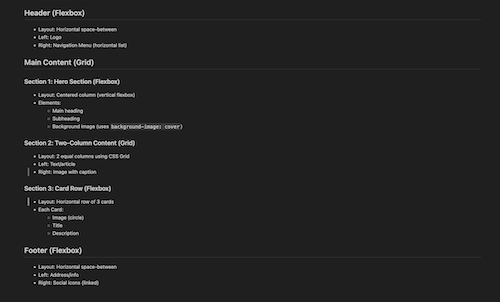 Header (Flexbox)
Layout: Horizontal space-between
Left: Logo
Right: Navigation Menu (horizontal list)
Main Content (Grid)
Section 1: Hero Section (Flexbox)
Layout: Centered column (vertical flexbox)
Elements:
Main heading
Subheading
Background Image (uses background-image: cover)
Section 2: Two-Column Content (Grid)
Layout: 2 equal columns using CSS Grid
Left: Text/article
Right: Image with caption
Section 3: Card Row (Flexbox)
Layout: Horizontal row of 3 cards
Each Card:
Image (circle)
Title
Description
Footer (Flexbox)
Layout: Horizontal space-between
Left: Address/info
Right: Social icons (linked)